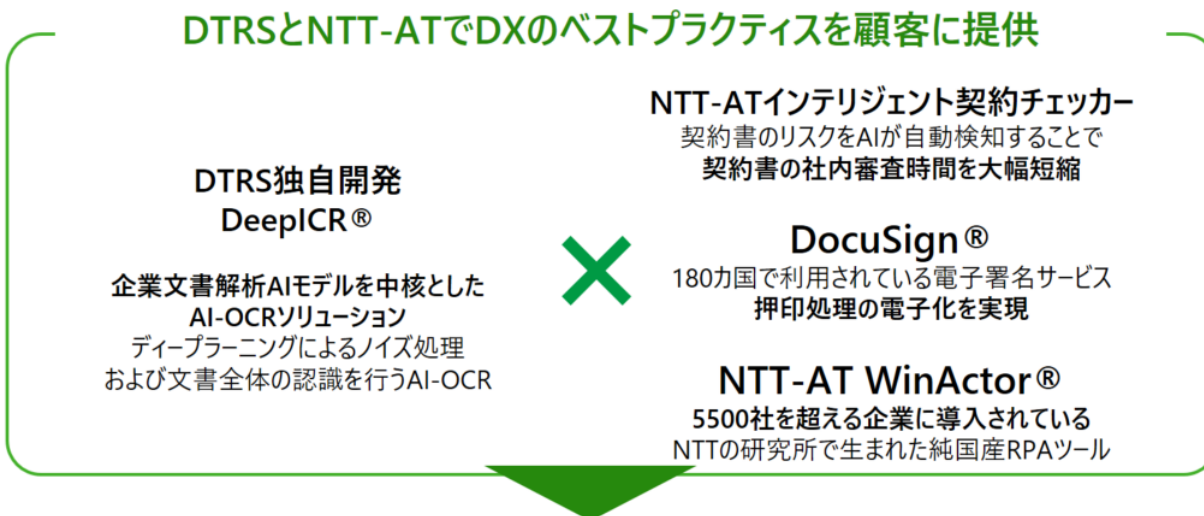 DTRSとNTT-ATでDXのベストプラクティスを顧客に提供
DTRS独自開発
DeepICR®
企業文書解析AIモデルを中核とした
AI-OCRソリューション
ディープラーニングによるノイズ処理
および文書全体の認識を行うAI-OCR
×
NTT-ATインテリジェント契約チェッカー
契約書のリスクをAIが自動検知することで
契約書の社内審査時間を大幅短縮
DocuSign®
180カ国で利用されている電子署名サービス
押印処理の電子化を実現
NTT-AT WinActor®
5500社を超える企業に導入されている
NTTの研究所で生まれた純国産RPAツール